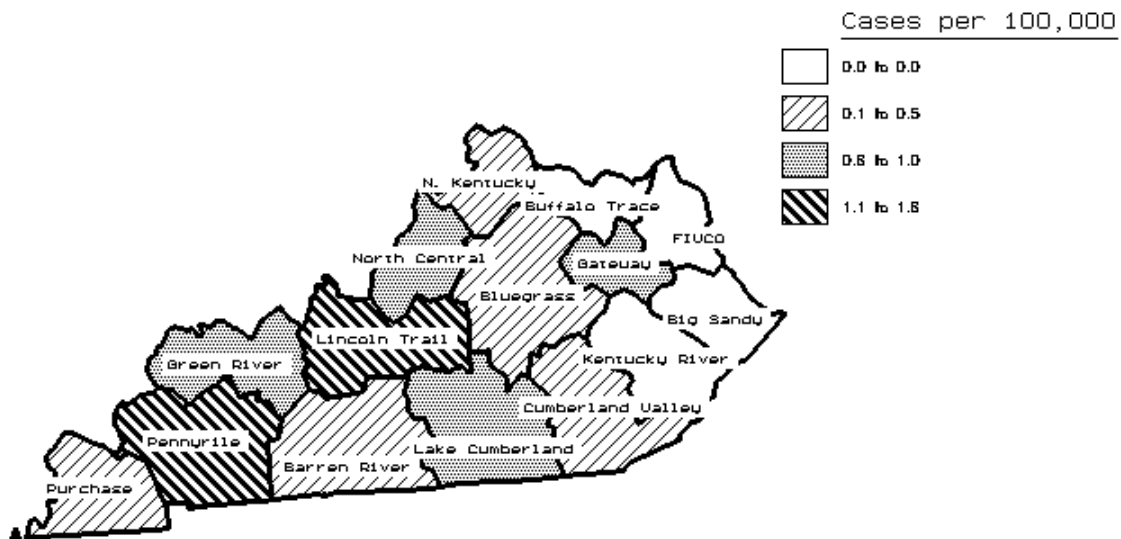 Cases per 100,000
0.0 to 0.0
0.1 to 0.5
0.6 to 1.0
1.1 to 1.6
N. Kentucky
Buffalo Trace
FIVCO
North Central
Gateway
Bluegrass
Big Sandy
Lincoln Trail
Kentucky River
Green River
Cumberland Valley
Pennyrile
Lake Cumberland
Barren River
Purchase